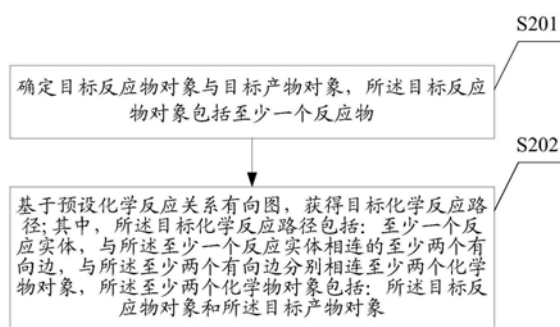 S201
确定目标反应物对象与目标产物对象，所述目标反应
物对象包括至少一个反应物
S202
基于预设化学反应关系有向图，获得目标化学反应路
径；其中，所述目标化学反应路径包括：至少一个反
应实体，与所述至少一个反应实体相连的至少两个有
向边，与所述至少两个有向边分别相连至少两个化学
物对象，所述至少两个化学物对象包括：所述目标反
应物对象和所述目标产物对象